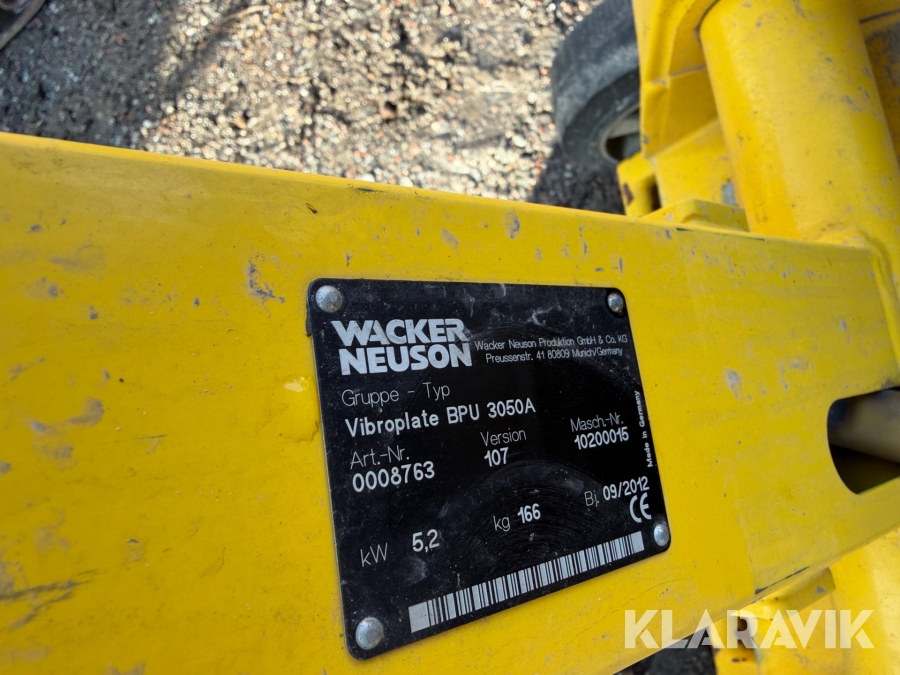 WACKER
NEUSON
Wacker Neuson Produktion GmbH & Co. KG
Preussenstr. 41 80809 Munich/Germany
Gruppe - Typ
Vibroplate BPU 3050A
Art.-Nr. Version Masch.-Nr.
0008763 107 10200015
kW 5,2 kg 166 Bj. 09/2012
CE
Made in Germany
KLARAVIK